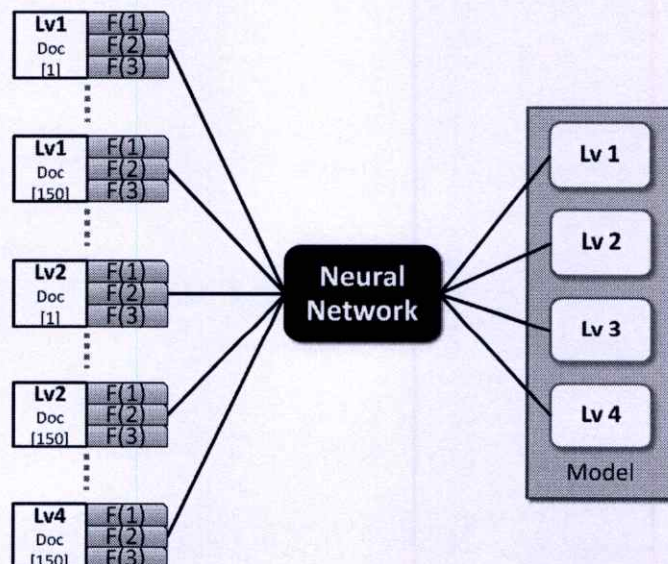 Lv1
Doc
[1]
F(1)
F(2)
F(3)
Lv1
Doc
[150]
F(1)
F(2)
F(3)
Lv2
Doc
[1]
F(1)
F(2)
F(3)
Lv2
Doc
[150]
F(1)
F(2)
F(3)
Lv4
Doc
[150]
F(1)
F(2)
F(3)
Neural
Network
Lv 1
Lv 2
Lv 3
Lv 4
Model